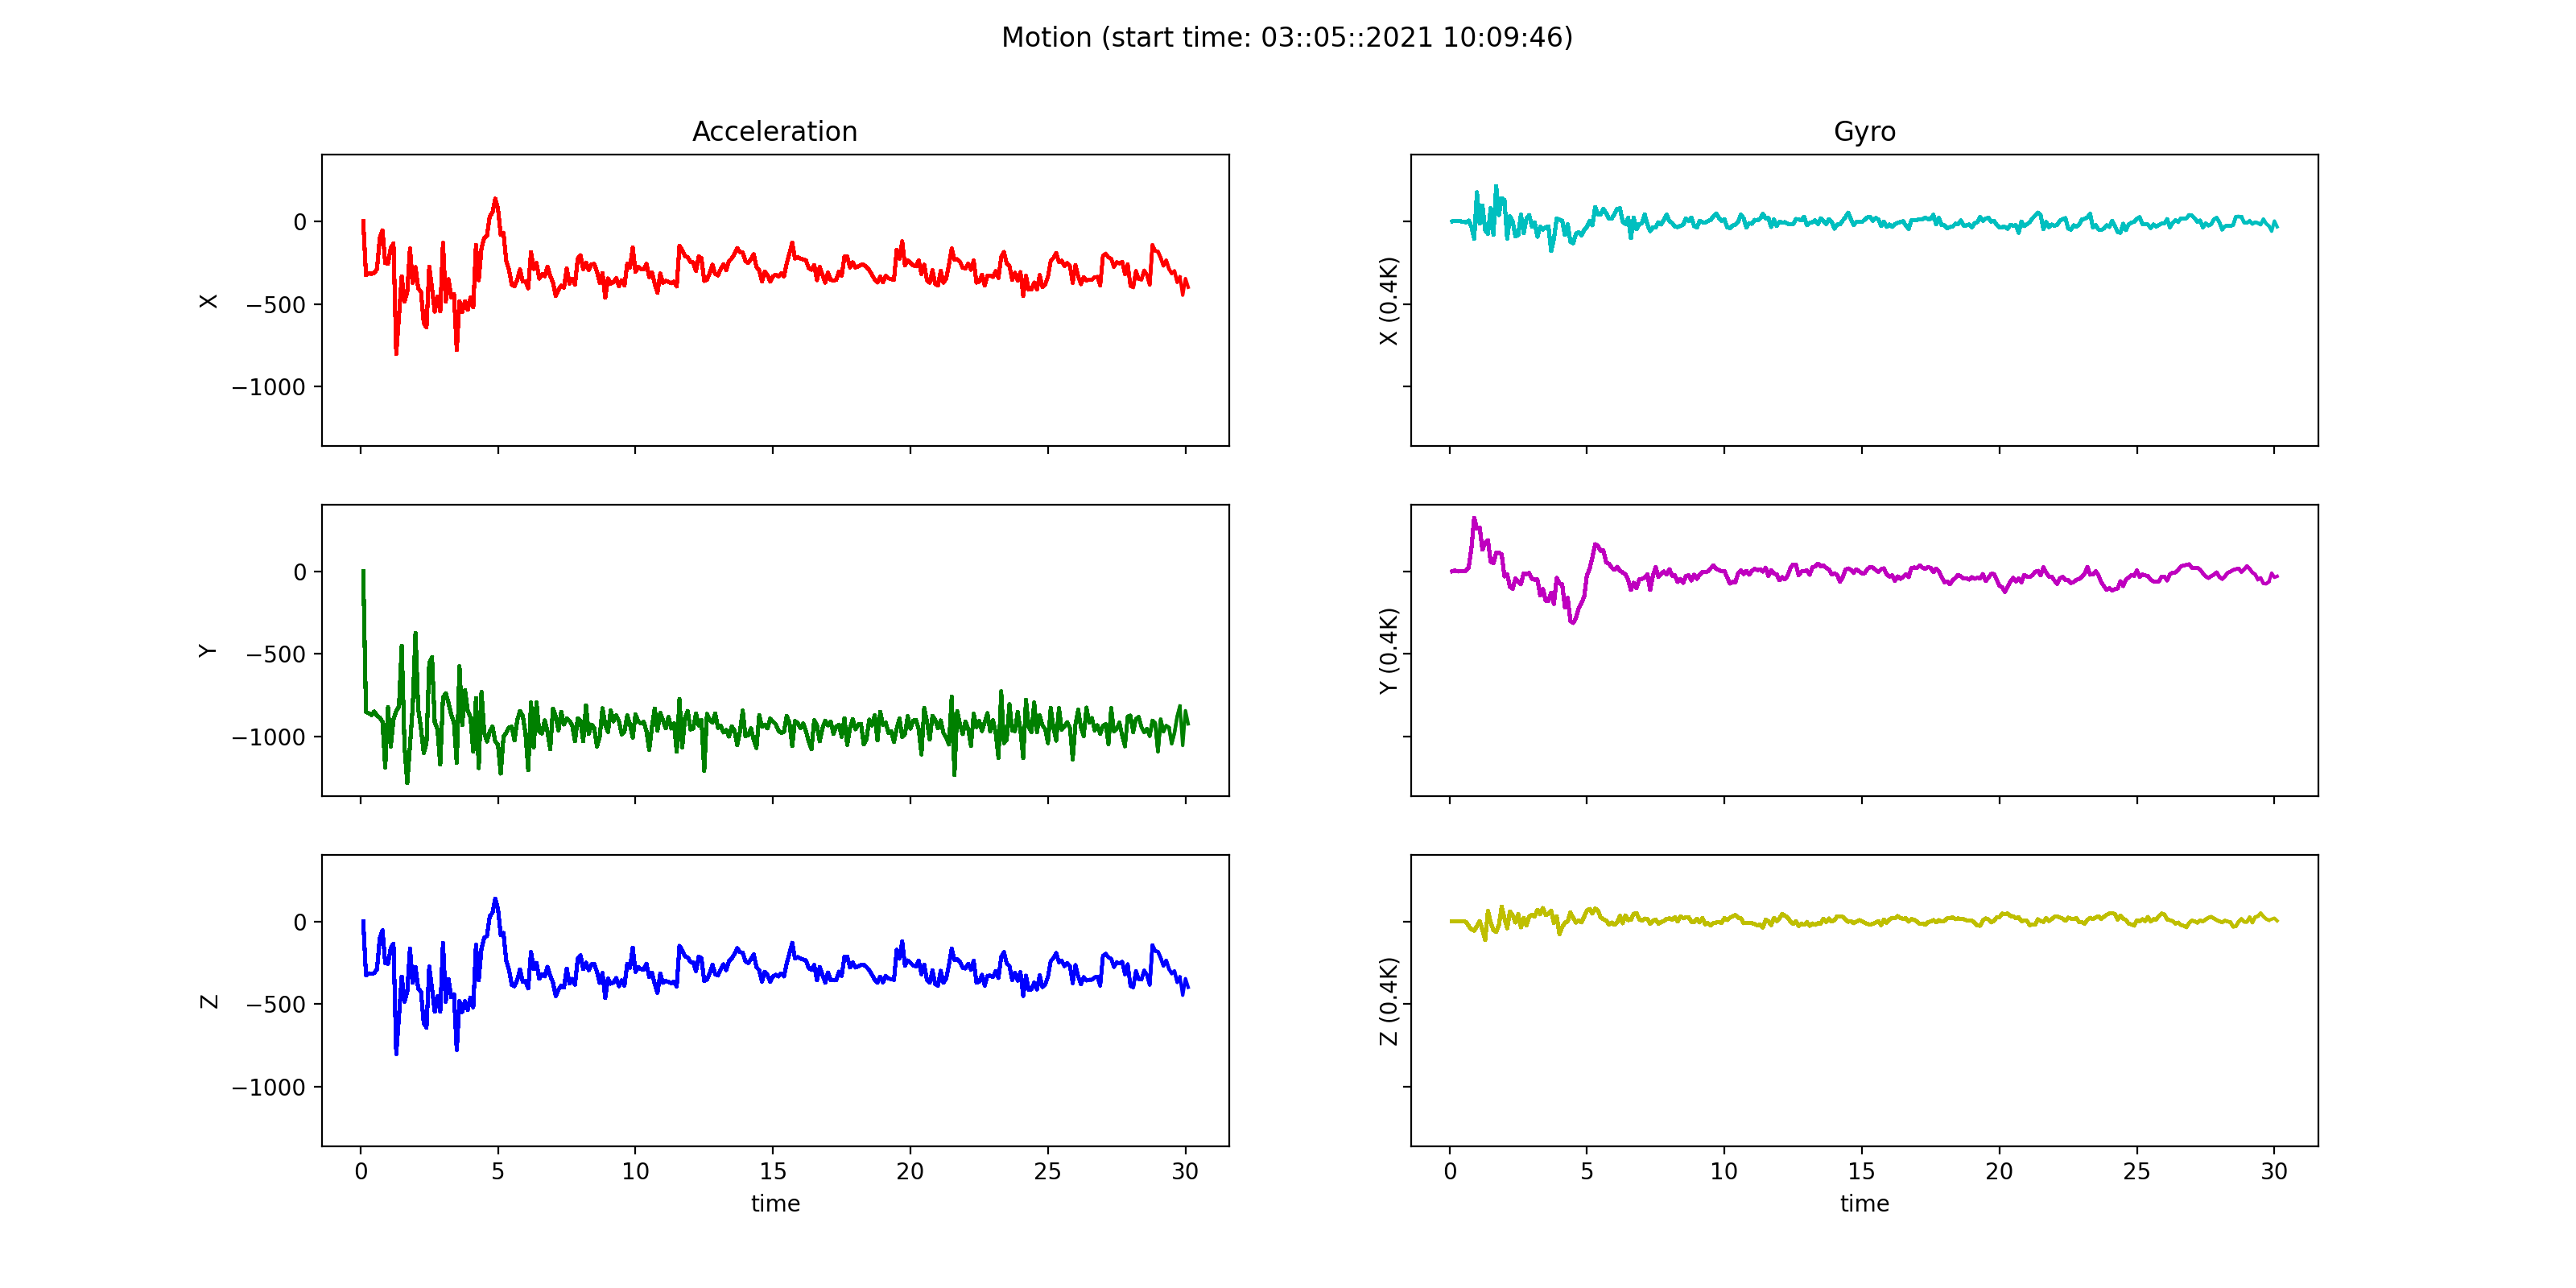 Motion (start time: 03::05::2021 10:09:46)
Acceleration
Gyro
0
−500
−1000
X
X (0.4K)
0
−500
−1000
Y
Y (0.4K)
0
−500
−1000
Z
Z (0.4K)
0 5 10 15 20 25 30
time
0 5 10 15 20 25 30
time